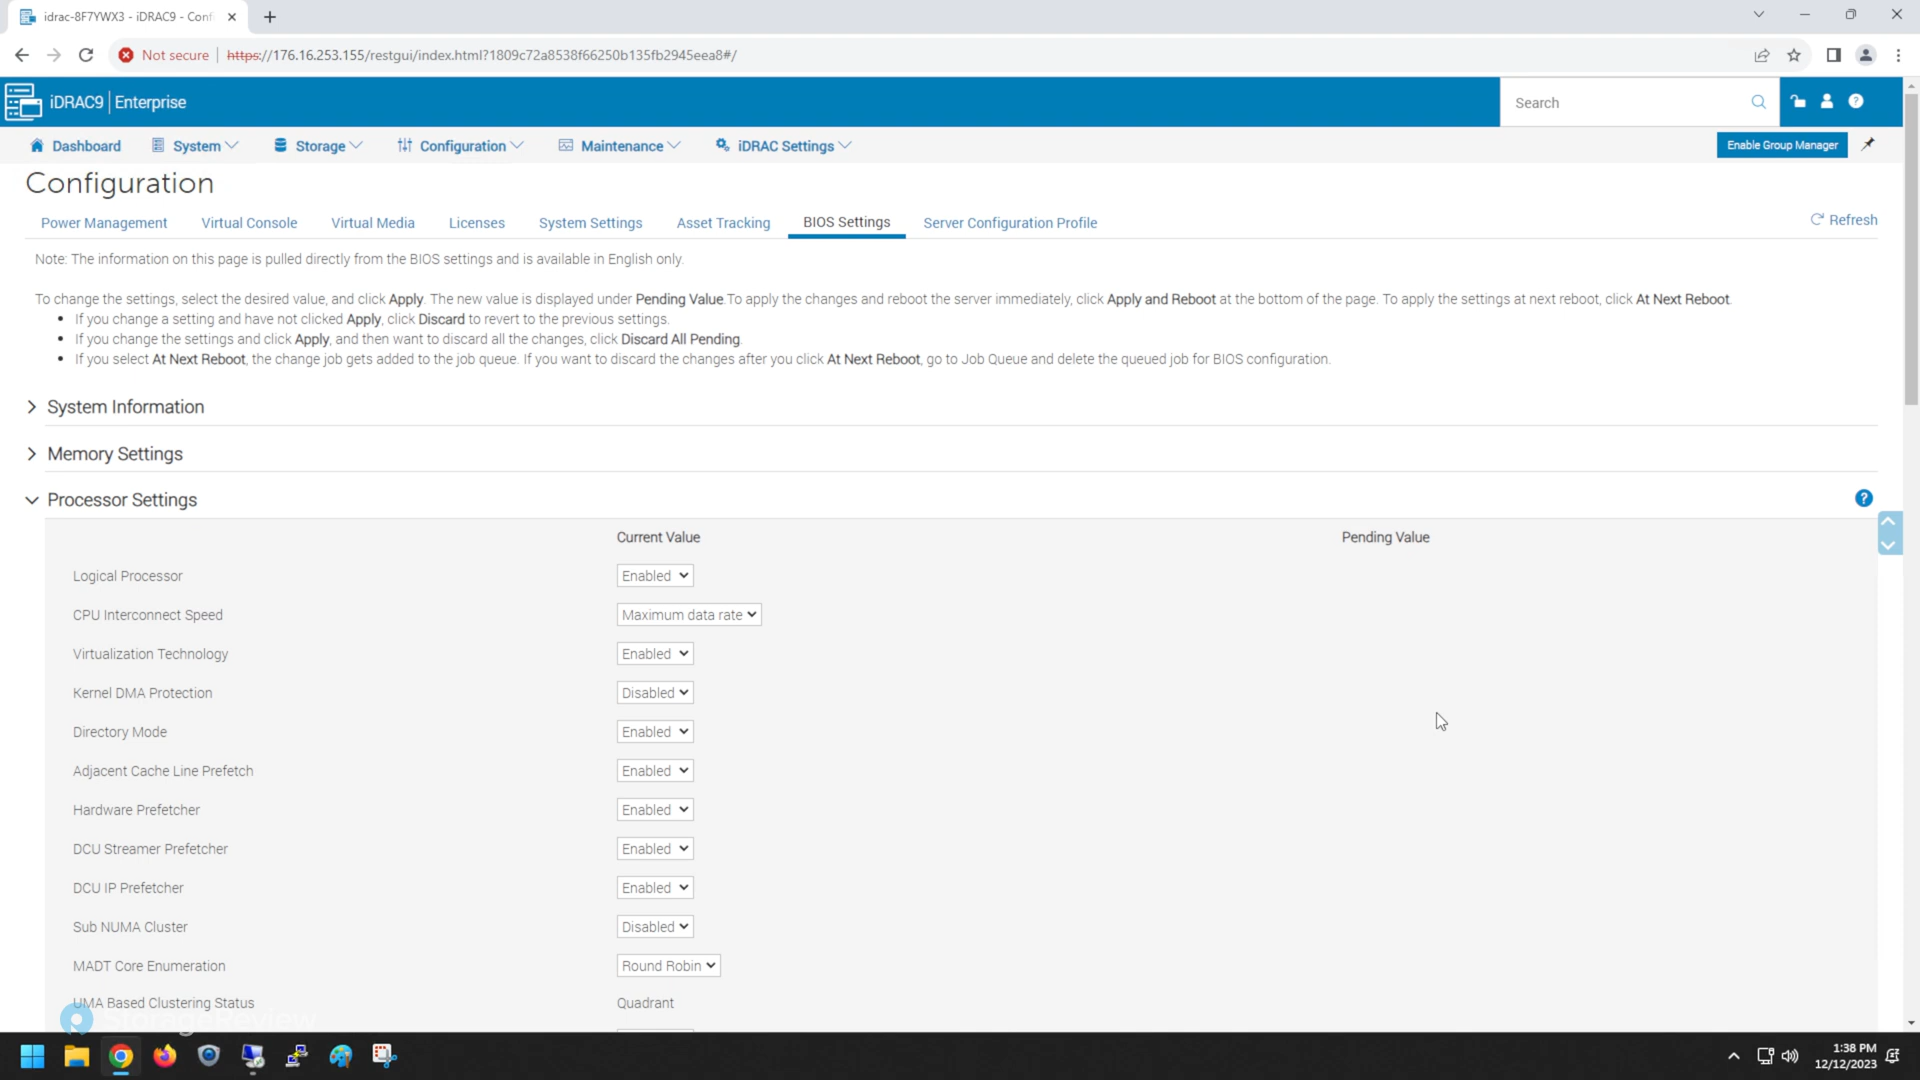 idrac-8F7YWX3 - iDRAC9 - Conf
Not secure
https://176.16.253.155/restgui/index.html?1809c72a8538f66250b135fb2945eea8#/
iDRAC9 | Enterprise
Search
Dashboard
System
Storage
Configuration
Maintenance
iDRAC Settings
Enable Group Manager
Configuration
Power Management
Virtual Console
Virtual Media
Licenses
System Settings
Asset Tracking
BIOS Settings
Server Configuration Profile
Refresh
Note: The information on this page is pulled directly from the BIOS settings and is available in English only.
To change the settings, select the desired value, and click Apply. The new value is displayed under Pending Value.To apply the changes and reboot the server immediately, click Apply and Reboot at the bottom of the page. To apply the settings at next reboot, click At Next Reboot.
• If you change a setting and have not clicked Apply, click Discard to revert to the previous settings.
• If you change the settings and click Apply, and then want to discard all the changes, click Discard All Pending.
• If you select At Next Reboot, the change job gets added to the job queue. If you want to discard the changes after you click At Next Reboot, go to Job Queue and delete the queued job for BIOS configuration.
System Information
Memory Settings
Processor Settings
?
Current Value
Pending Value
Logical Processor
Enabled
CPU Interconnect Speed
Maximum data rate
Virtualization Technology
Enabled
Kernel DMA Protection
Disabled
Directory Mode
Enabled
Adjacent Cache Line Prefetch
Enabled
Hardware Prefetcher
Enabled
DCU Streamer Prefetcher
Enabled
DCU IP Prefetcher
Enabled
Sub NUMA Cluster
Disabled
MADT Core Enumeration
Round Robin
UMA Based Clustering Status
Quadrant
StorageReview
1:38 PM
12/12/2023